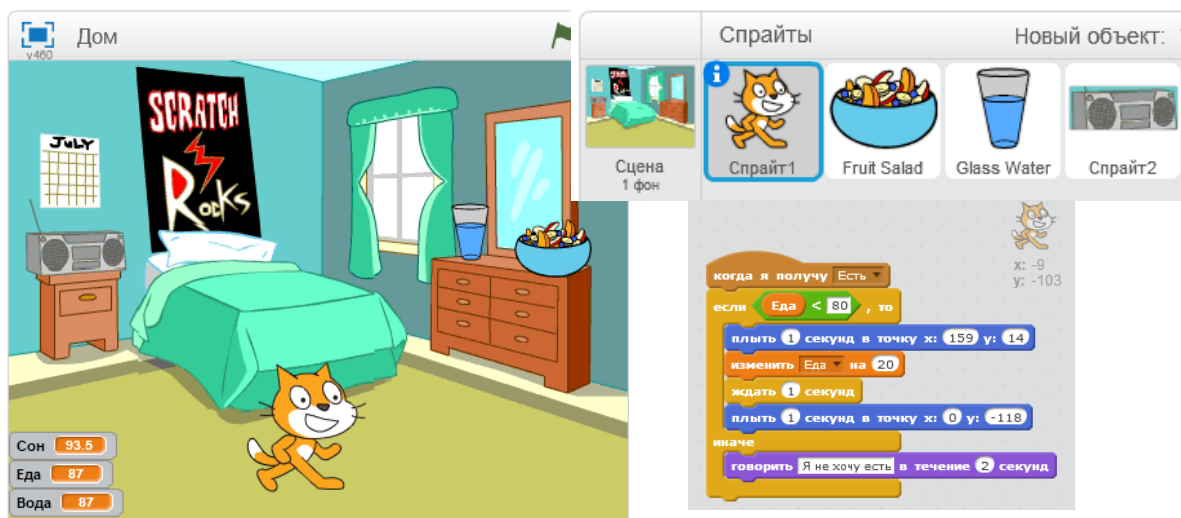 Дом
v460
JULY
SCRATCH
Rocks
Сон 93.5
Еда 87
Вода 87
Спрайты
Новый объект:
Сцена
1 фон
Спрайт1
Fruit Salad
Glass Water
Спрайт2
x: -9
y: -103
когда я получу Есть
если Еда < 80 , то
плыть 1 секунд в точку x: 159 y: 14
изменить Еда на 20
ждать 1 секунд
плыть 1 секунд в точку x: 0 y: -118
иначе
говорить Я не хочу есть в течение 2 секунд